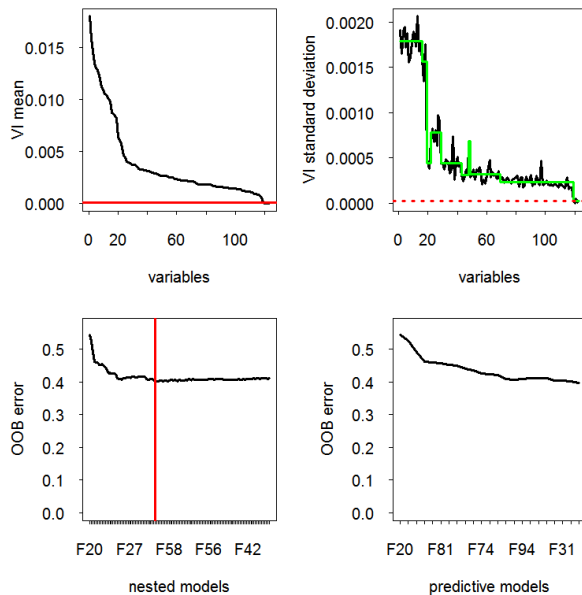 VI mean
0.015
0.010
0.005
0.000
0 20 60 100
variables
VI standard deviation
0.0020
0.0015
0.0010
0.0005
0.0000
0 20 60 100
variables
OOB error
0.5
0.4
0.3
0.2
0.1
0.0
F20 F27 F58 F56 F42
nested models
OOB error
0.5
0.4
0.3
0.2
0.1
0.0
F20 F81 F74 F94 F31
predictive models